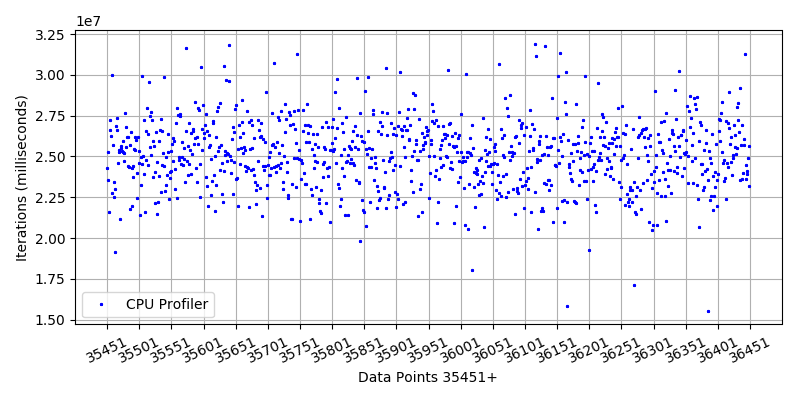 1e7
3.25
3.00
2.75
2.50
2.25
2.00
1.75
1.50
Iterations (milliseconds)
CPU Profiler
35451 35501 35551 35601 35651 35701 35751 35801 35851 35901 35951 36001 36051 36101 36151 36201 36251 36301 36351 36401 36451
Data Points 35451+